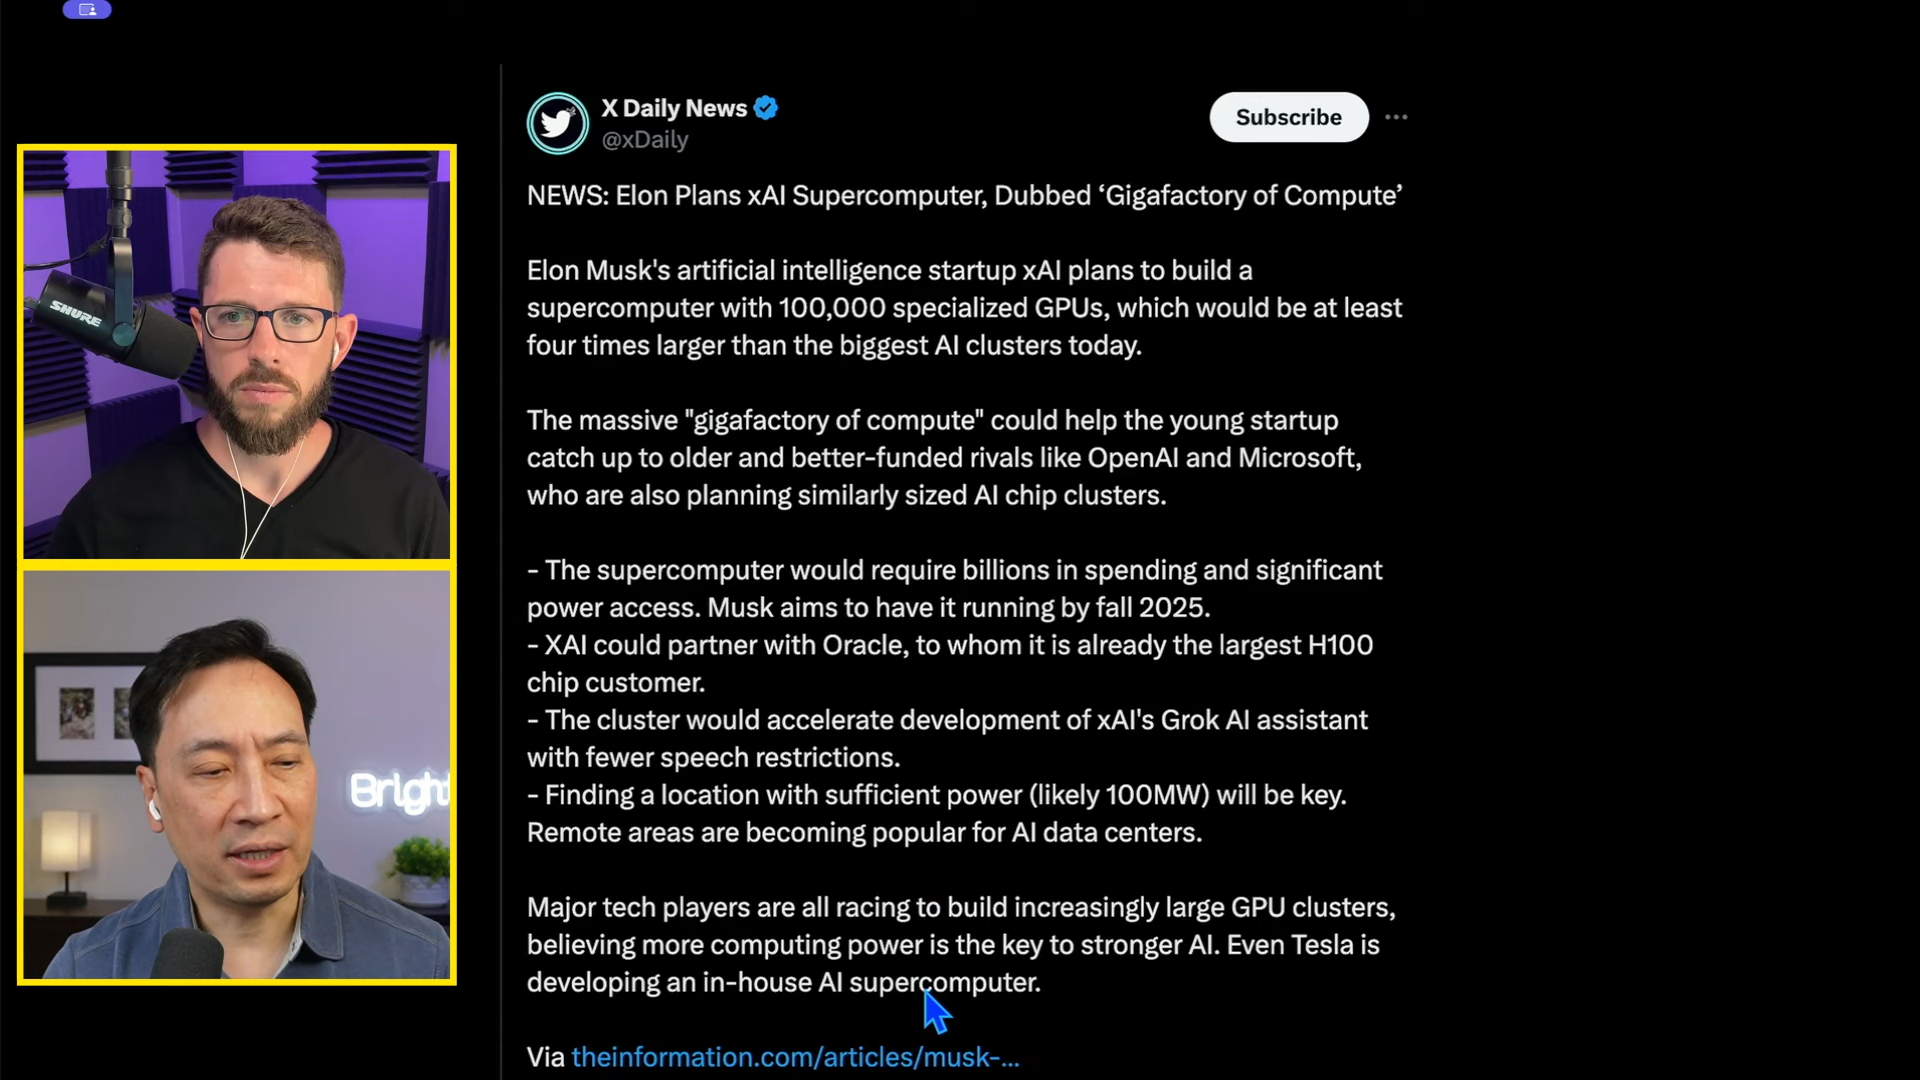 X Daily News
@xDaily
Subscribe
NEWS: Elon Plans xAI Supercomputer, Dubbed ‘Gigafactory of Compute’
Elon Musk's artificial intelligence startup xAI plans to build a
supercomputer with 100,000 specialized GPUs, which would be at least
four times larger than the biggest AI clusters today.
The massive "gigafactory of compute" could help the young startup
catch up to older and better-funded rivals like OpenAI and Microsoft,
who are also planning similarly sized AI chip clusters.
- The supercomputer would require billions in spending and significant
power access. Musk aims to have it running by fall 2025.
- XAI could partner with Oracle, to whom it is already the largest H100
chip customer.
- The cluster would accelerate development of xAI's Grok AI assistant
with fewer speech restrictions.
- Finding a location with sufficient power (likely 100MW) will be key.
Remote areas are becoming popular for AI data centers.
Major tech players are all racing to build increasingly large GPU clusters,
believing more computing power is the key to stronger AI. Even Tesla is
developing an in-house AI supercomputer.
Via theinformation.com/articles/musk-...
SHURE
Bright